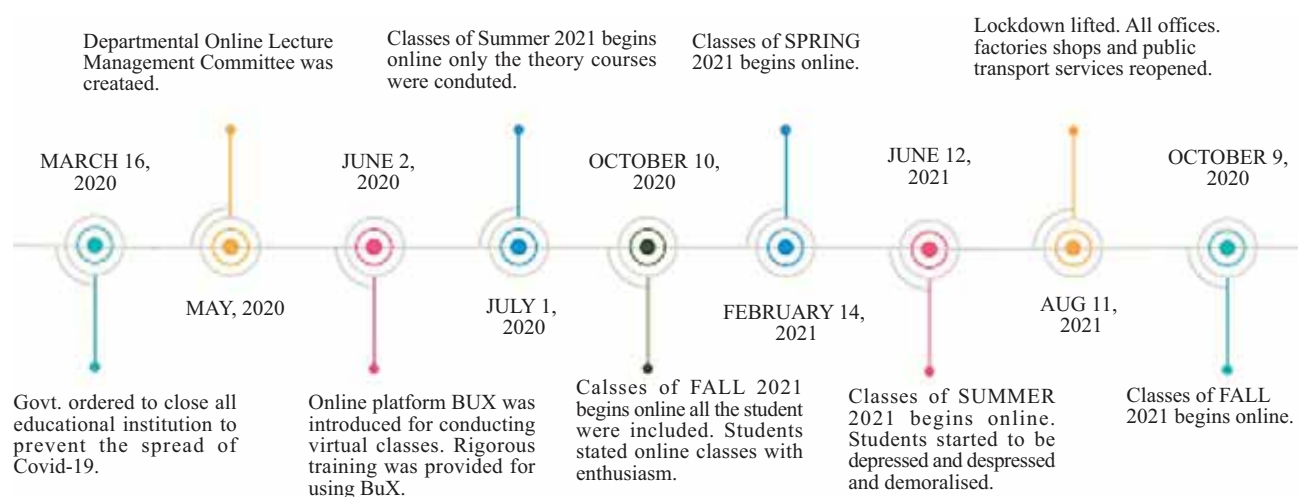 Departmental Online Lecture
Management Committee was
creataed.
Classes of Summer 2021 begins
online only the theory courses
were conduted.
Classes of SPRING
2021 begins online.
Lockdown lifted. All offices.
factories shops and public
transport services reopened.
MARCH 16,
2020
JUNE 2,
2020
OCTOBER 10,
2020
JUNE 12,
2021
OCTOBER 9,
2020
MAY, 2020
JULY 1,
2020
FEBRUARY 14,
2021
AUG 11,
2021
Govt. ordered to close all
educational institution to
prevent the spread of
Covid-19.
Online platform BUX was
introduced for conducting
virtual classes. Rigorous
training was provided for
using BuX.
Calsses of FALL 2021
begins online all the student
were included. Students
stated online classes with
enthusiasm.
Classes of SUMMER
2021 begins online.
Students started to be
depressed and despressed
and demoralised.
Classes of FALL
2021 begins online.